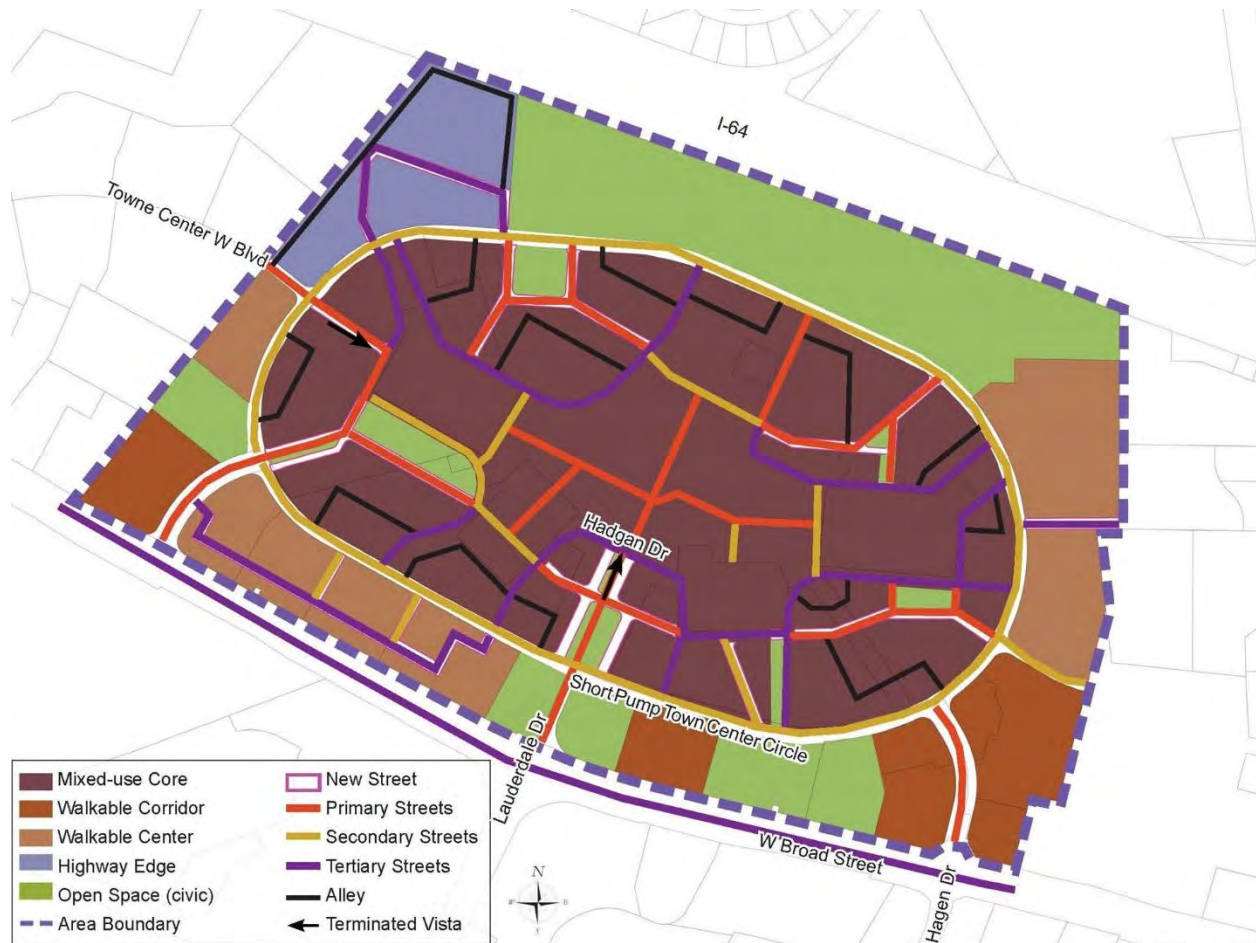 I-64
Towne Center W Blvd
Hadgan Dr
Short Pump Town Center Circle
Lauderdale Dr
W Broad Street
Hagen Dr
N
Mixed-use Core
Walkable Corridor
Walkable Center
Highway Edge
Open Space (civic)
Area Boundary
New Street
Primary Streets
Secondary Streets
Tertiary Streets
Alley
Terminated Vista